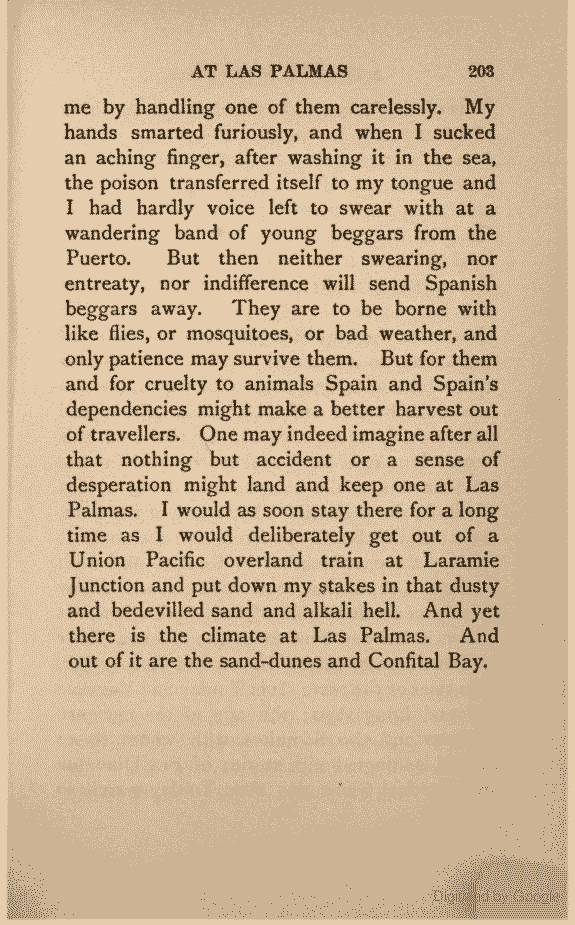 AT LAS PALMAS 203
me by handling one of them carelessly. My
hands smarted furiously, and when I sucked
an aching finger, after washing it in the sea,
the poison transferred itself to my tongue and
I had hardly voice left to swear with at a
wandering band of young beggars from the
Puerto. But then neither swearing, nor
entreaty, nor indifference will send Spanish
beggars away. They are to be borne with
like flies, or mosquitoes, or bad weather, and
only patience may survive them. But for them
and for cruelty to animals Spain and Spain's
dependencies might make a better harvest out
of travellers. One may indeed imagine after all
that nothing but accident or a sense of
desperation might land and keep one at Las
Palmas. I would as soon stay there for a long
time as I would deliberately get out of a
Union Pacific overland train at Laramie
Junction and put down my stakes in that dusty
and bedevilled sand and alkali hell. And yet
there is the climate at Las Palmas. And
out of it are the sand-dunes and Confital Bay.
Digitized by Google